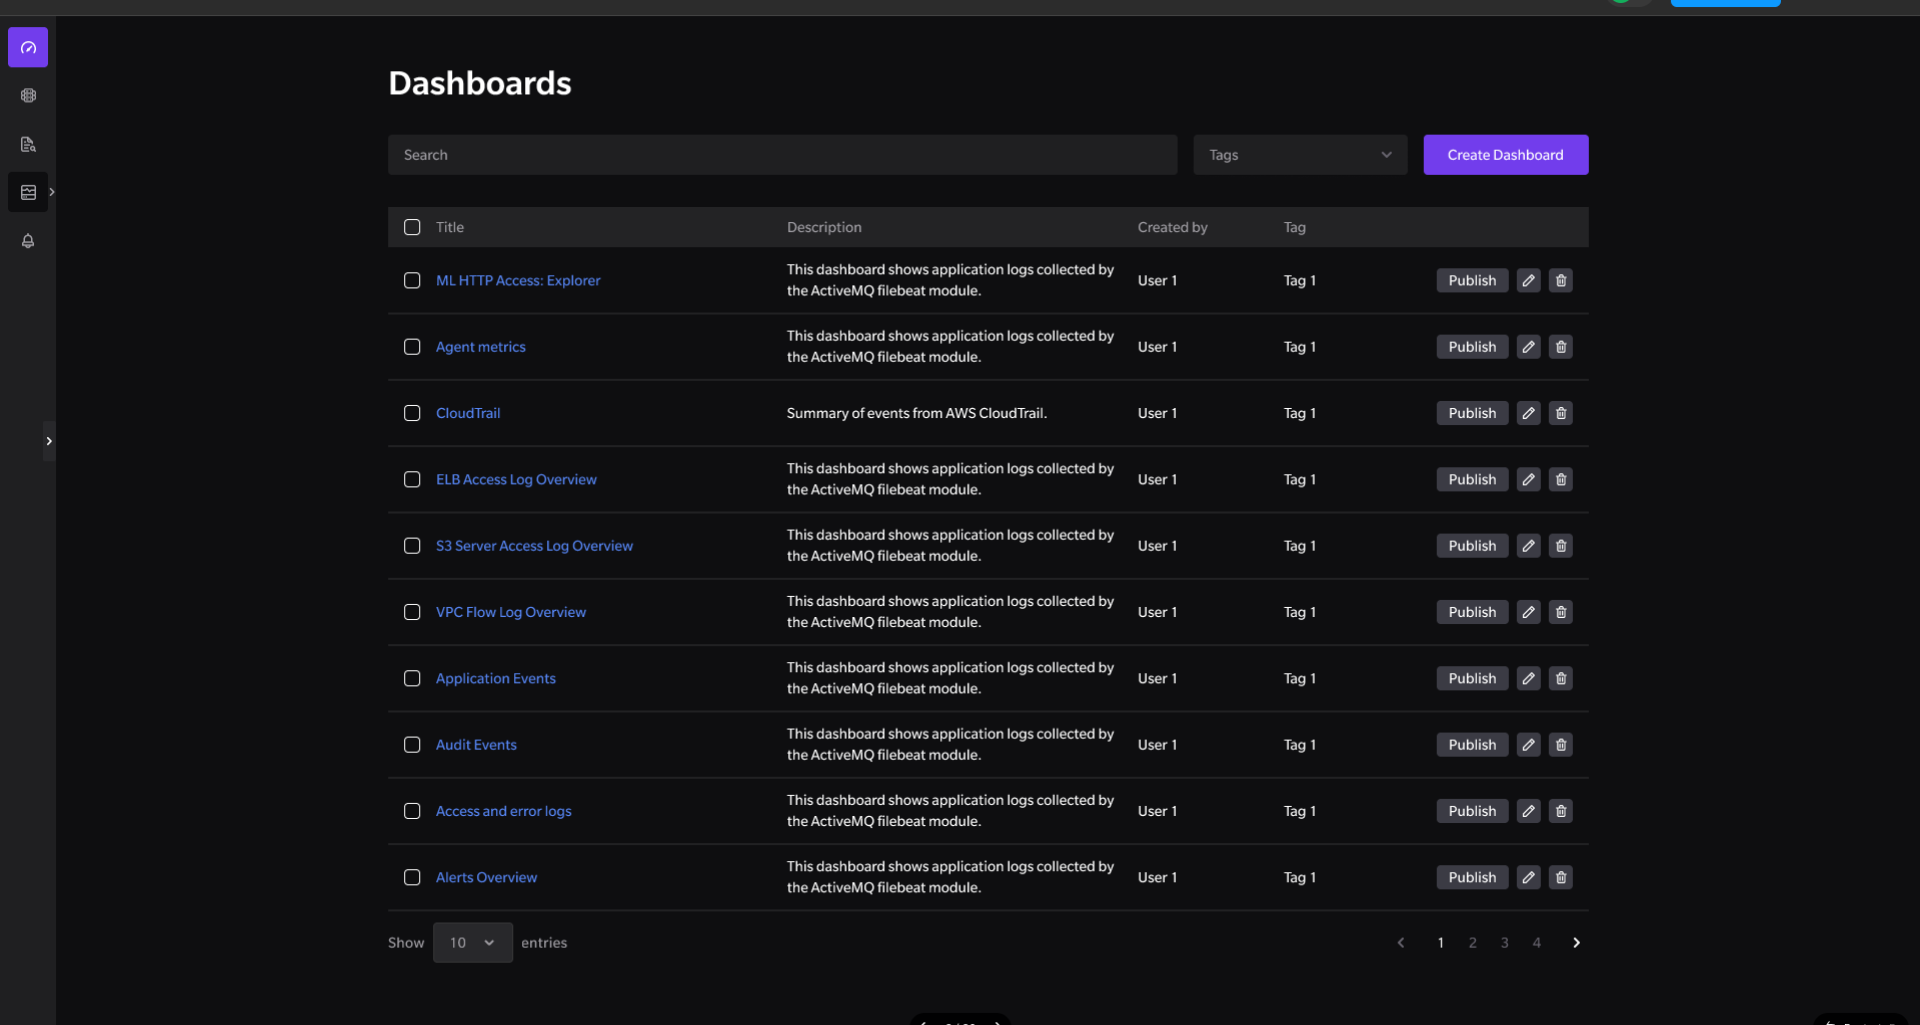 Dashboards
Search
Tags
Create Dashboard
Title Description Created by Tag
ML HTTP Access: Explorer
This dashboard shows application logs collected by
the ActiveMQ filebeat module.
User 1 Tag 1 Publish
Agent metrics
This dashboard shows application logs collected by
the ActiveMQ filebeat module.
User 1 Tag 1 Publish
CloudTrail
Summary of events from AWS CloudTrail.
User 1 Tag 1 Publish
ELB Access Log Overview
This dashboard shows application logs collected by
the ActiveMQ filebeat module.
User 1 Tag 1 Publish
S3 Server Access Log Overview
This dashboard shows application logs collected by
the ActiveMQ filebeat module.
User 1 Tag 1 Publish
VPC Flow Log Overview
This dashboard shows application logs collected by
the ActiveMQ filebeat module.
User 1 Tag 1 Publish
Application Events
This dashboard shows application logs collected by
the ActiveMQ filebeat module.
User 1 Tag 1 Publish
Audit Events
This dashboard shows application logs collected by
the ActiveMQ filebeat module.
User 1 Tag 1 Publish
Access and error logs
This dashboard shows application logs collected by
the ActiveMQ filebeat module.
User 1 Tag 1 Publish
Alerts Overview
This dashboard shows application logs collected by
the ActiveMQ filebeat module.
User 1 Tag 1 Publish
Show 10 entries
1 2 3 4